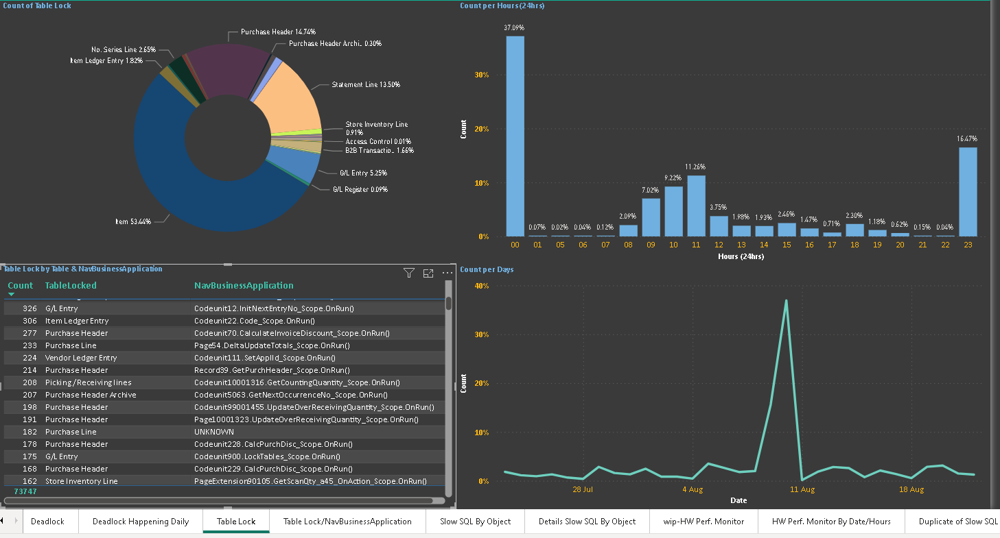 Count of Table Lock
Purchase Header 14.74%
Purchase Header Archi... 0.30%
No. Series Line 2.65%
Item Ledger Entry 1.82%
Statement Line 13.50%
Store Inventory Line
0.91%
Access Control 0.01%
B2B Transactio... 1.66%
G/L Entry 5.25%
G/L Register 0.09%
Item 53.44%
Count per Hours (24hrs)
37.09%
30%
20%
16.47%
11.26%
9.22%
10%
7.02%
3.75%
2.09%
1.98%
1.93%
2.46%
1.47%
0.71%
2.30%
1.18%
0.62%
0.15%
0.04%
0.07%
0.02%
0.04%
0.12%
0%
00 01 05 06 07 08 09 10 11 12 13 14 15 16 17 18 19 20 21 22 23
Count
Hours (24hrs)
Table Lock by Table & NavBusinessApplication
Count TableLocked NavBusinessApplication
326 G/L Entry Codeunit12.InitNextEntryNo_Scope.OnRun()
306 Item Ledger Entry Codeunit22.Code_Scope.OnRun()
277 Purchase Header Codeunit70.CalculateInvoiceDiscount_Scope.OnRun()
233 Purchase Line Page54.DeltaUpdateTotals_Scope.OnRun()
224 Vendor Ledger Entry Codeunit111.SetApplId_Scope.OnRun()
214 Purchase Header Record39.GetPurchHeader_Scope.OnRun()
208 Picking/Receiving lines Codeunit10001316.GetCountingQuantity_Scope.OnRun()
207 Purchase Header Archive Codeunit5063.GetNextOccurrenceNo_Scope.OnRun()
198 Purchase Header Codeunit99001455.UpdateOverReceivingQuantity_Scope.OnRun()
191 Purchase Header Page10001323.UpdateOverReceivingQuantity_Scope.OnRun()
182 Purchase Line UNKNOWN
178 Purchase Header Codeunit228.CalcPurchDisc_Scope.OnRun()
175 G/L Entry Codeunit900.LockTables_Scope.OnRun()
168 Purchase Header Codeunit229.CalcPurchDisc_Scope.OnRun()
162 Store Inventory Line PageExtension90105.GetScanQty_a45_OnAction_Scope.OnRun()
73747
Count per Days
40%
30%
20%
10%
0%
28 Jul 4 Aug 11 Aug 18 Aug
Count
Date
Deadlock Deadlock Happening Daily Table Lock Table Lock/NavBusinessApplication Slow SQL By Object Details Slow SQL By Object wip-HW Perf. Monitor HW Perf. Monitor By Date/Hours Duplicate of Slow SQL